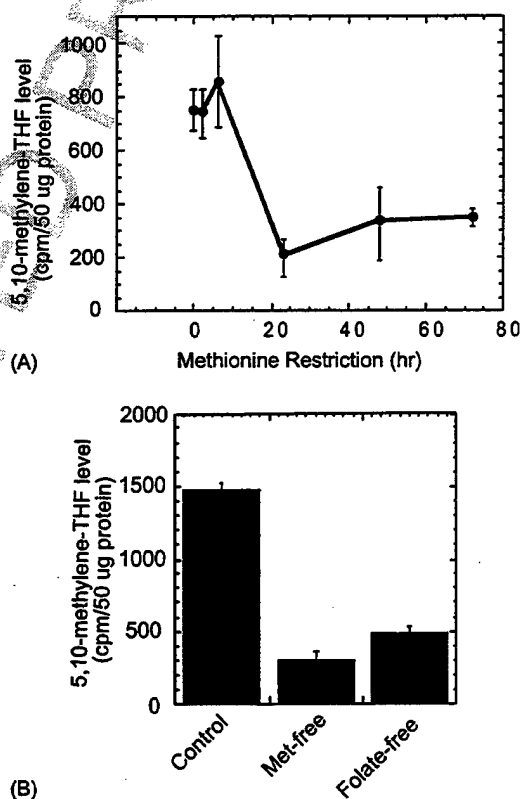 5,10-methylene-THF level
(cpm/50 ug protein)
1000
800
600
400
200
0
0 20 40 60 80
Methionine Restriction (hr)
(A)
5,10-methylene-THF level
(cpm/50 ug protein)
2000
1500
1000
500
0
Control Met-free Folate-free
(B)